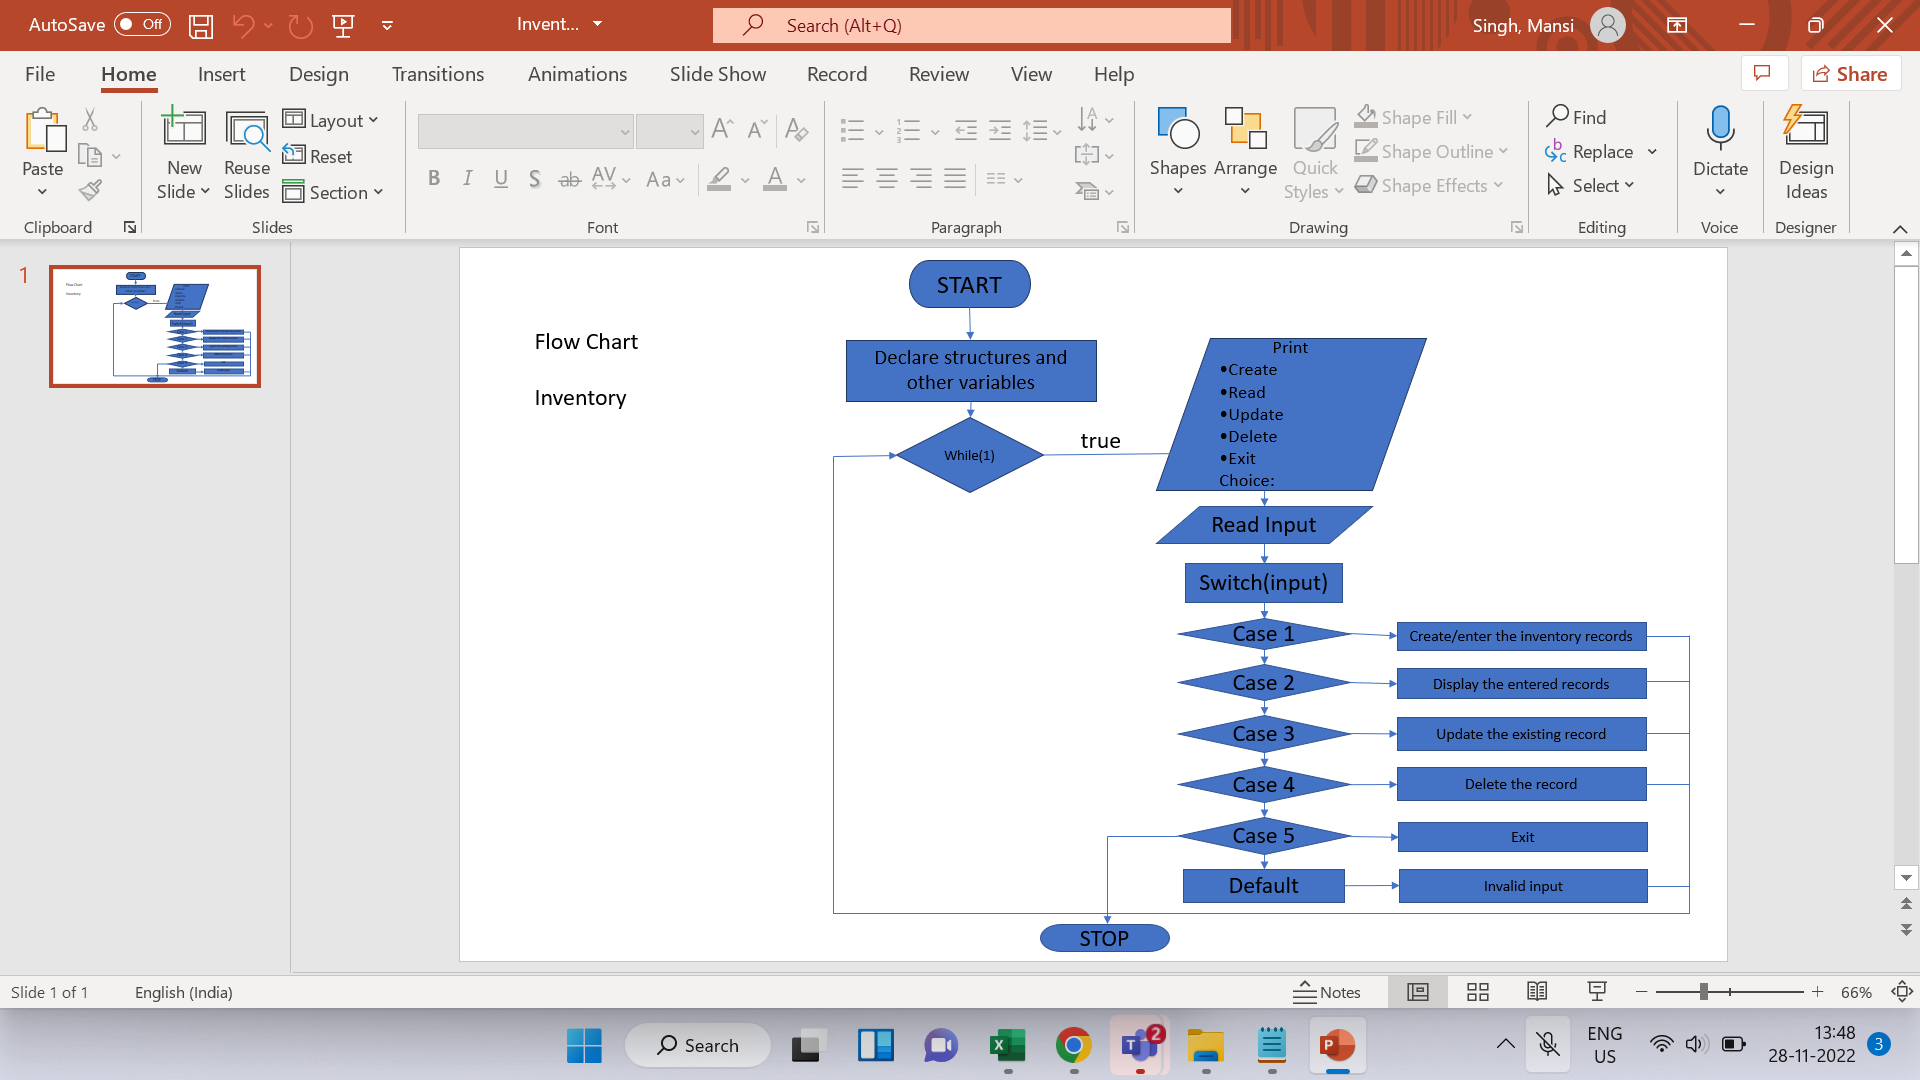 AutoSave Off
Invent...
Search (Alt+Q)
Singh, Mansi
File Home Insert Design Transitions Animations Slide Show Record Review View Help
Share
Paste
New Slide
Reuse Slides
Layout
Reset
Section
B I U S ab AV Aa A
Shapes
Arrange
Quick Styles
Shape Fill
Shape Outline
Shape Effects
Find
Replace
Select
Dictate
Design Ideas
Clipboard Slides Font Paragraph Drawing Editing Voice Designer
1
Flow Chart
Inventory
START
Declare structures and
other variables
While(1)
true
Print
•Create
•Read
•Update
•Delete
•Exit
Choice:
Read Input
Switch(input)
Case 1
Create/enter the inventory records
Case 2
Display the entered records
Case 3
Update the existing record
Case 4
Delete the record
Case 5
Exit
Default
Invalid input
STOP
Slide 1 of 1
English (India)
Notes
66%
Search
2
ENG
US
13:48
28-11-2022
3